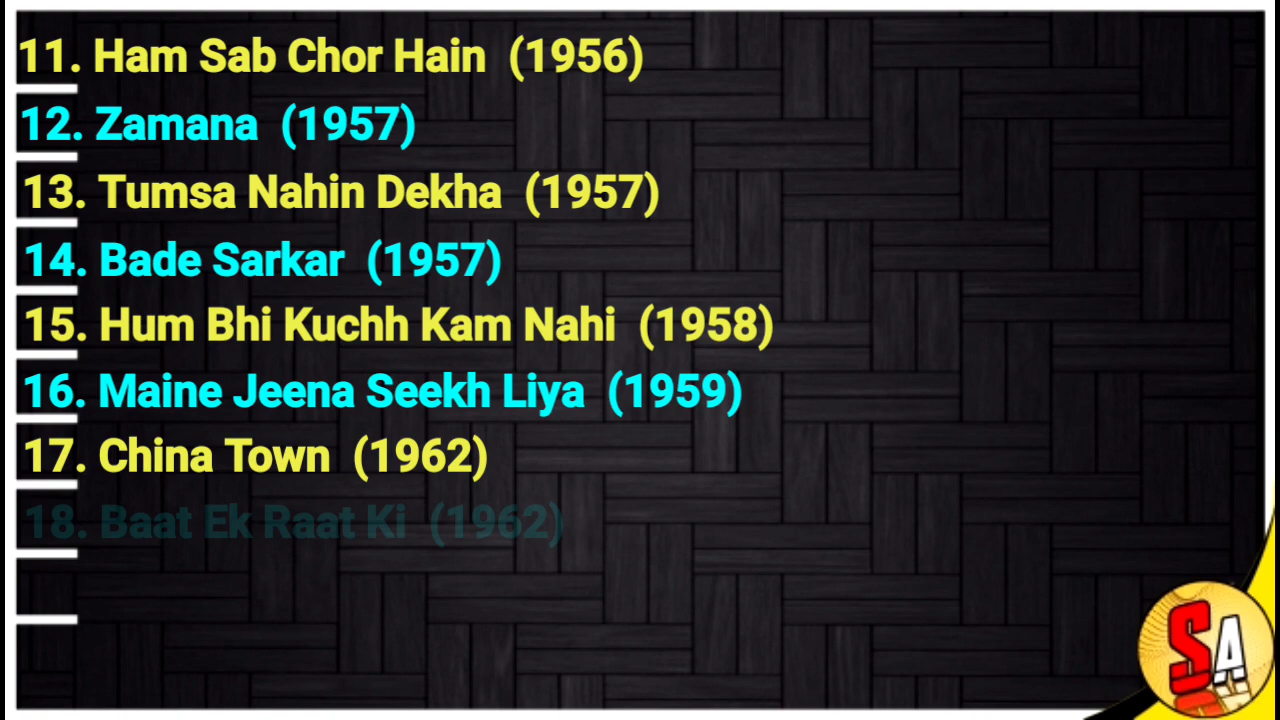 11. Ham Sab Chor Hain (1956)
12. Zamana (1957)
13. Tumsa Nahin Dekha (1957)
14. Bade Sarkar (1957)
15. Hum Bhi Kuchh Kam Nahi (1958)
16. Maine Jeena Seekh Liya (1959)
17. China Town (1962)
18. Baat Ek Raat Ki (1962)
SA